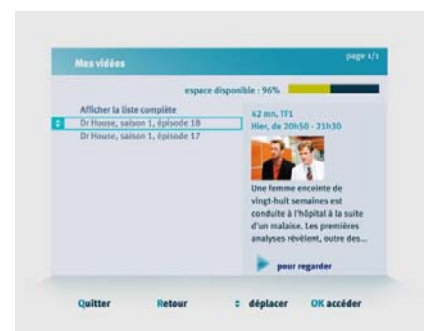 Mes vidéos
page 1/1
espace disponible : 96%
Afficher la liste complète
Dr House, saison 1, épisode 18
Dr House, saison 1, épisode 17
42 mn, TF1
Hier, de 20h50 - 21h30
Une femme enceinte de
vingt-huit semaines est
conduite à l'hôpital à la suite
d'un malaise. Les premières
analyses révèlent, outre des...
pour regarder
Quitter
Retour
déplacer
OK accéder